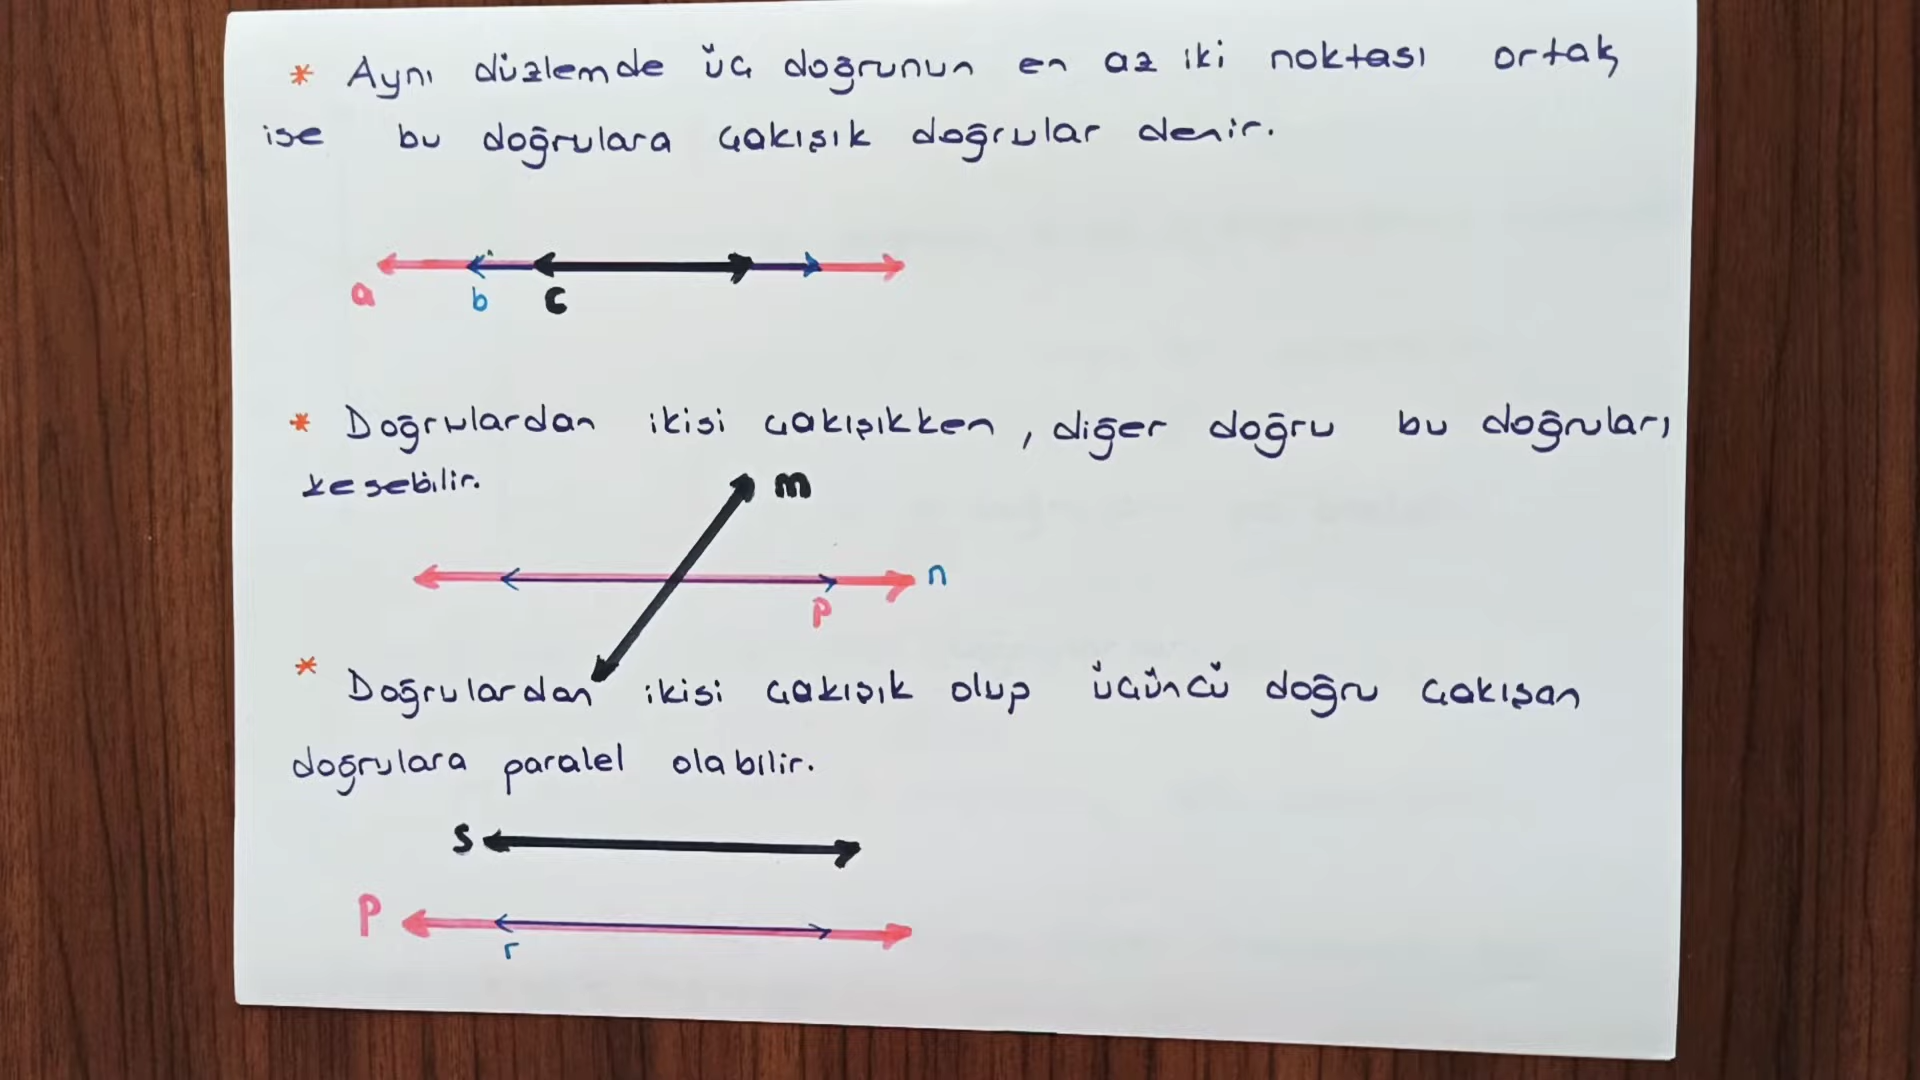 * Aynı düzlemde üç doğrunun en az iki noktası ortak
ise bu doğrulara çakışık doğrular denir.
a b c
* Doğrulardan ikisi çakışıkken, diğer doğru bu doğruları
kesebilir.
m
n
p
* Doğrulardan ikisi çakışık olup üçüncü doğru çakışan
doğrulara paralel olabilir.
s
p
r